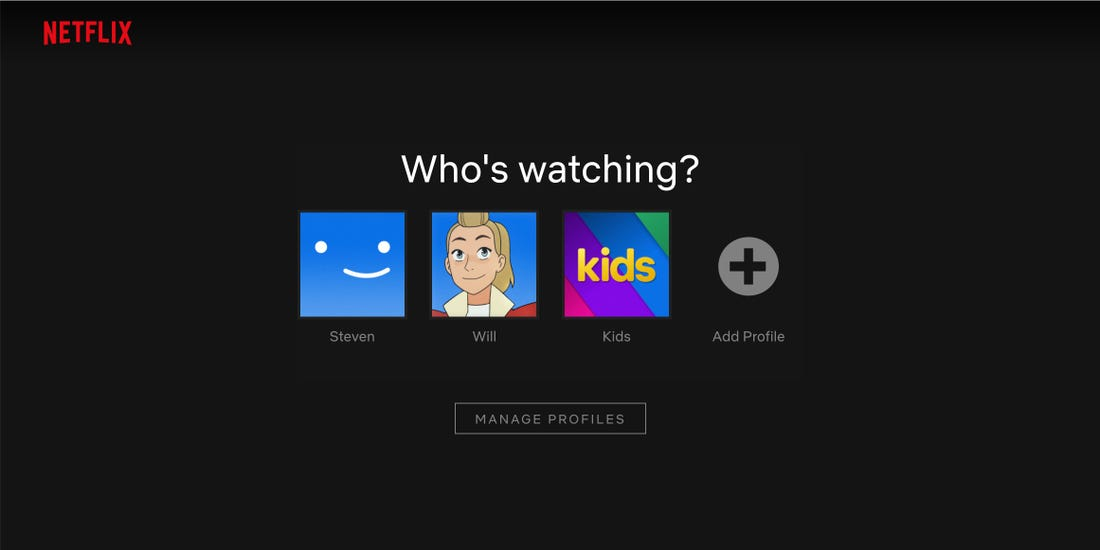 NETFLIX
Who's watching?
kids
Steven
Will
Kids
Add Profile
MANAGE PROFILES